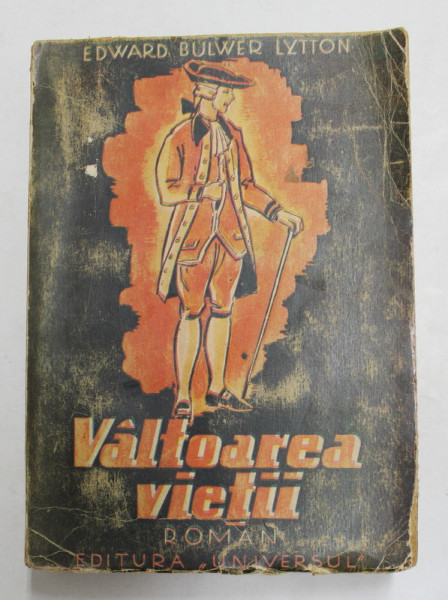 EDWARD BULWER LYTTON
Vâltoarea
vieții
ROMAN
EDITURA „UNIVERSUL"